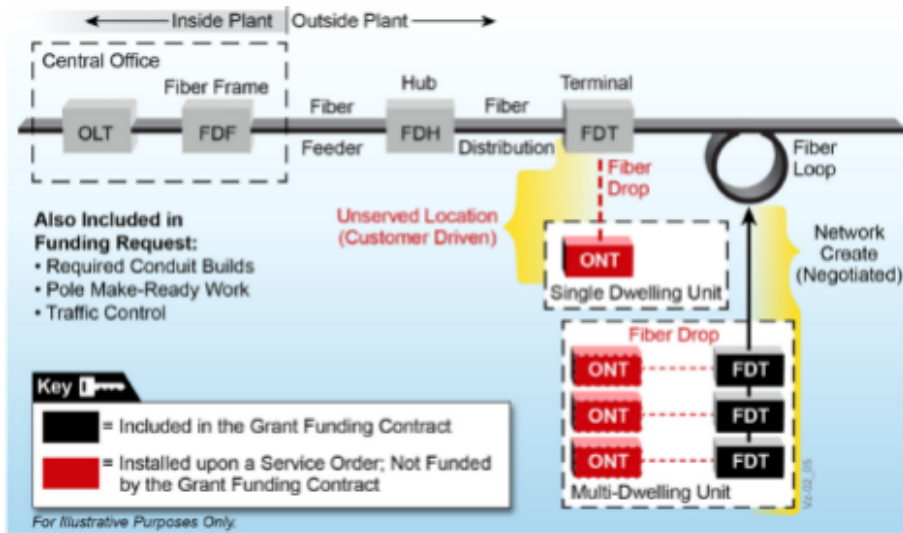 Inside Plant Outside Plant
Central Office
Fiber Frame
OLT
FDF
Fiber
Feeder
Hub
FDH
Fiber
Distribution
Terminal
FDT
Fiber
Loop
Fiber
Drop
Unserved Location
(Customer Driven)
ONT
Single Dwelling Unit
Network
Create
(Negotiated)
Also Included in
Funding Request:
• Required Conduit Builds
• Pole Make-Ready Work
• Traffic Control
Fiber Drop
ONT FDT
ONT FDT
ONT FDT
Multi-Dwelling Unit
Vz-02_05
Key
= Included in the Grant Funding Contract
= Installed upon a Service Order; Not Funded
by the Grant Funding Contract
For Illustrative Purposes Only.